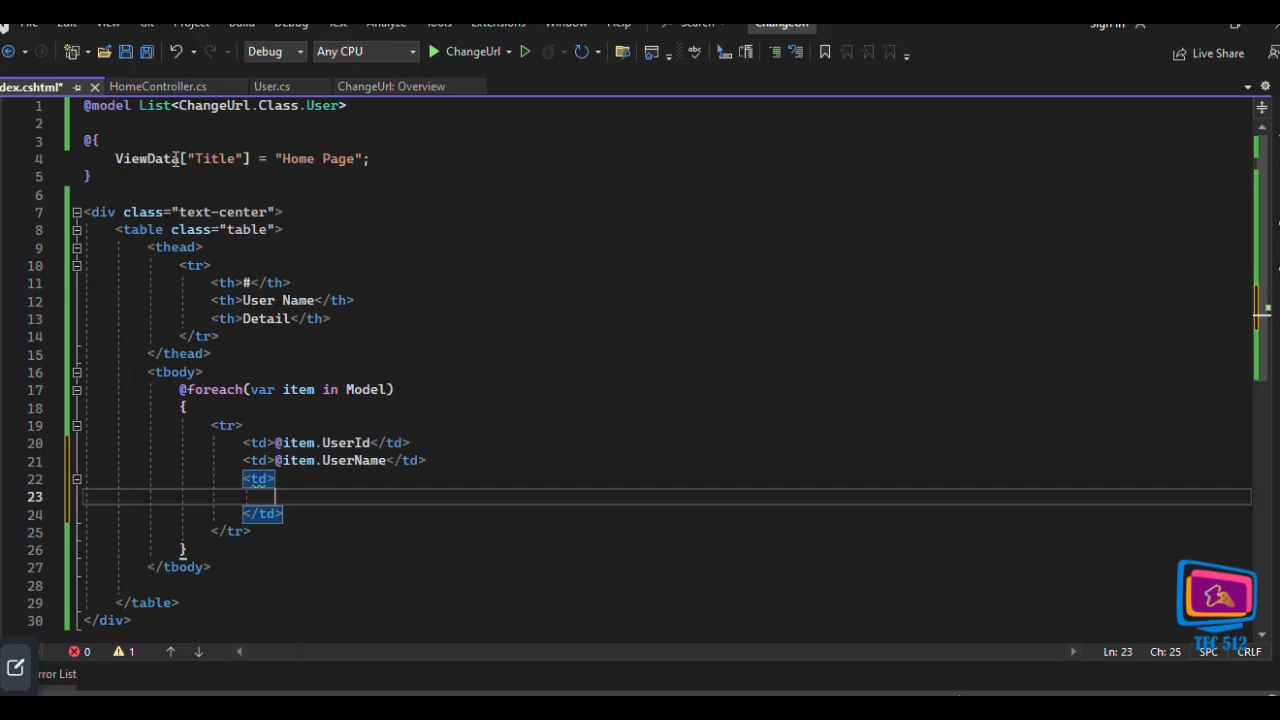 Debug Any CPU ChangeUrl Live Share
dex.cshtml* HomeController.cs User.cs ChangeUrl: Overview
1 @model List<ChangeUrl.Class.User>
2
3 @{
4 ViewData["Title"] = "Home Page";
5 }
6
7 <div class="text-center">
8 <table class="table">
9 <thead>
10 <tr>
11 <th>#</th>
12 <th>User Name</th>
13 <th>Detail</th>
14 </tr>
15 </thead>
16 <tbody>
17 @foreach(var item in Model)
18 {
19 <tr>
20 <td>@item.UserId</td>
21 <td>@item.UserName</td>
22 <td>
23
24 </td>
25 </tr>
26 }
27 </tbody>
28
29 </table>
30 </div>
TEC 512
0 1 Ln: 23 Ch: 25 SPC CRLF
rror List